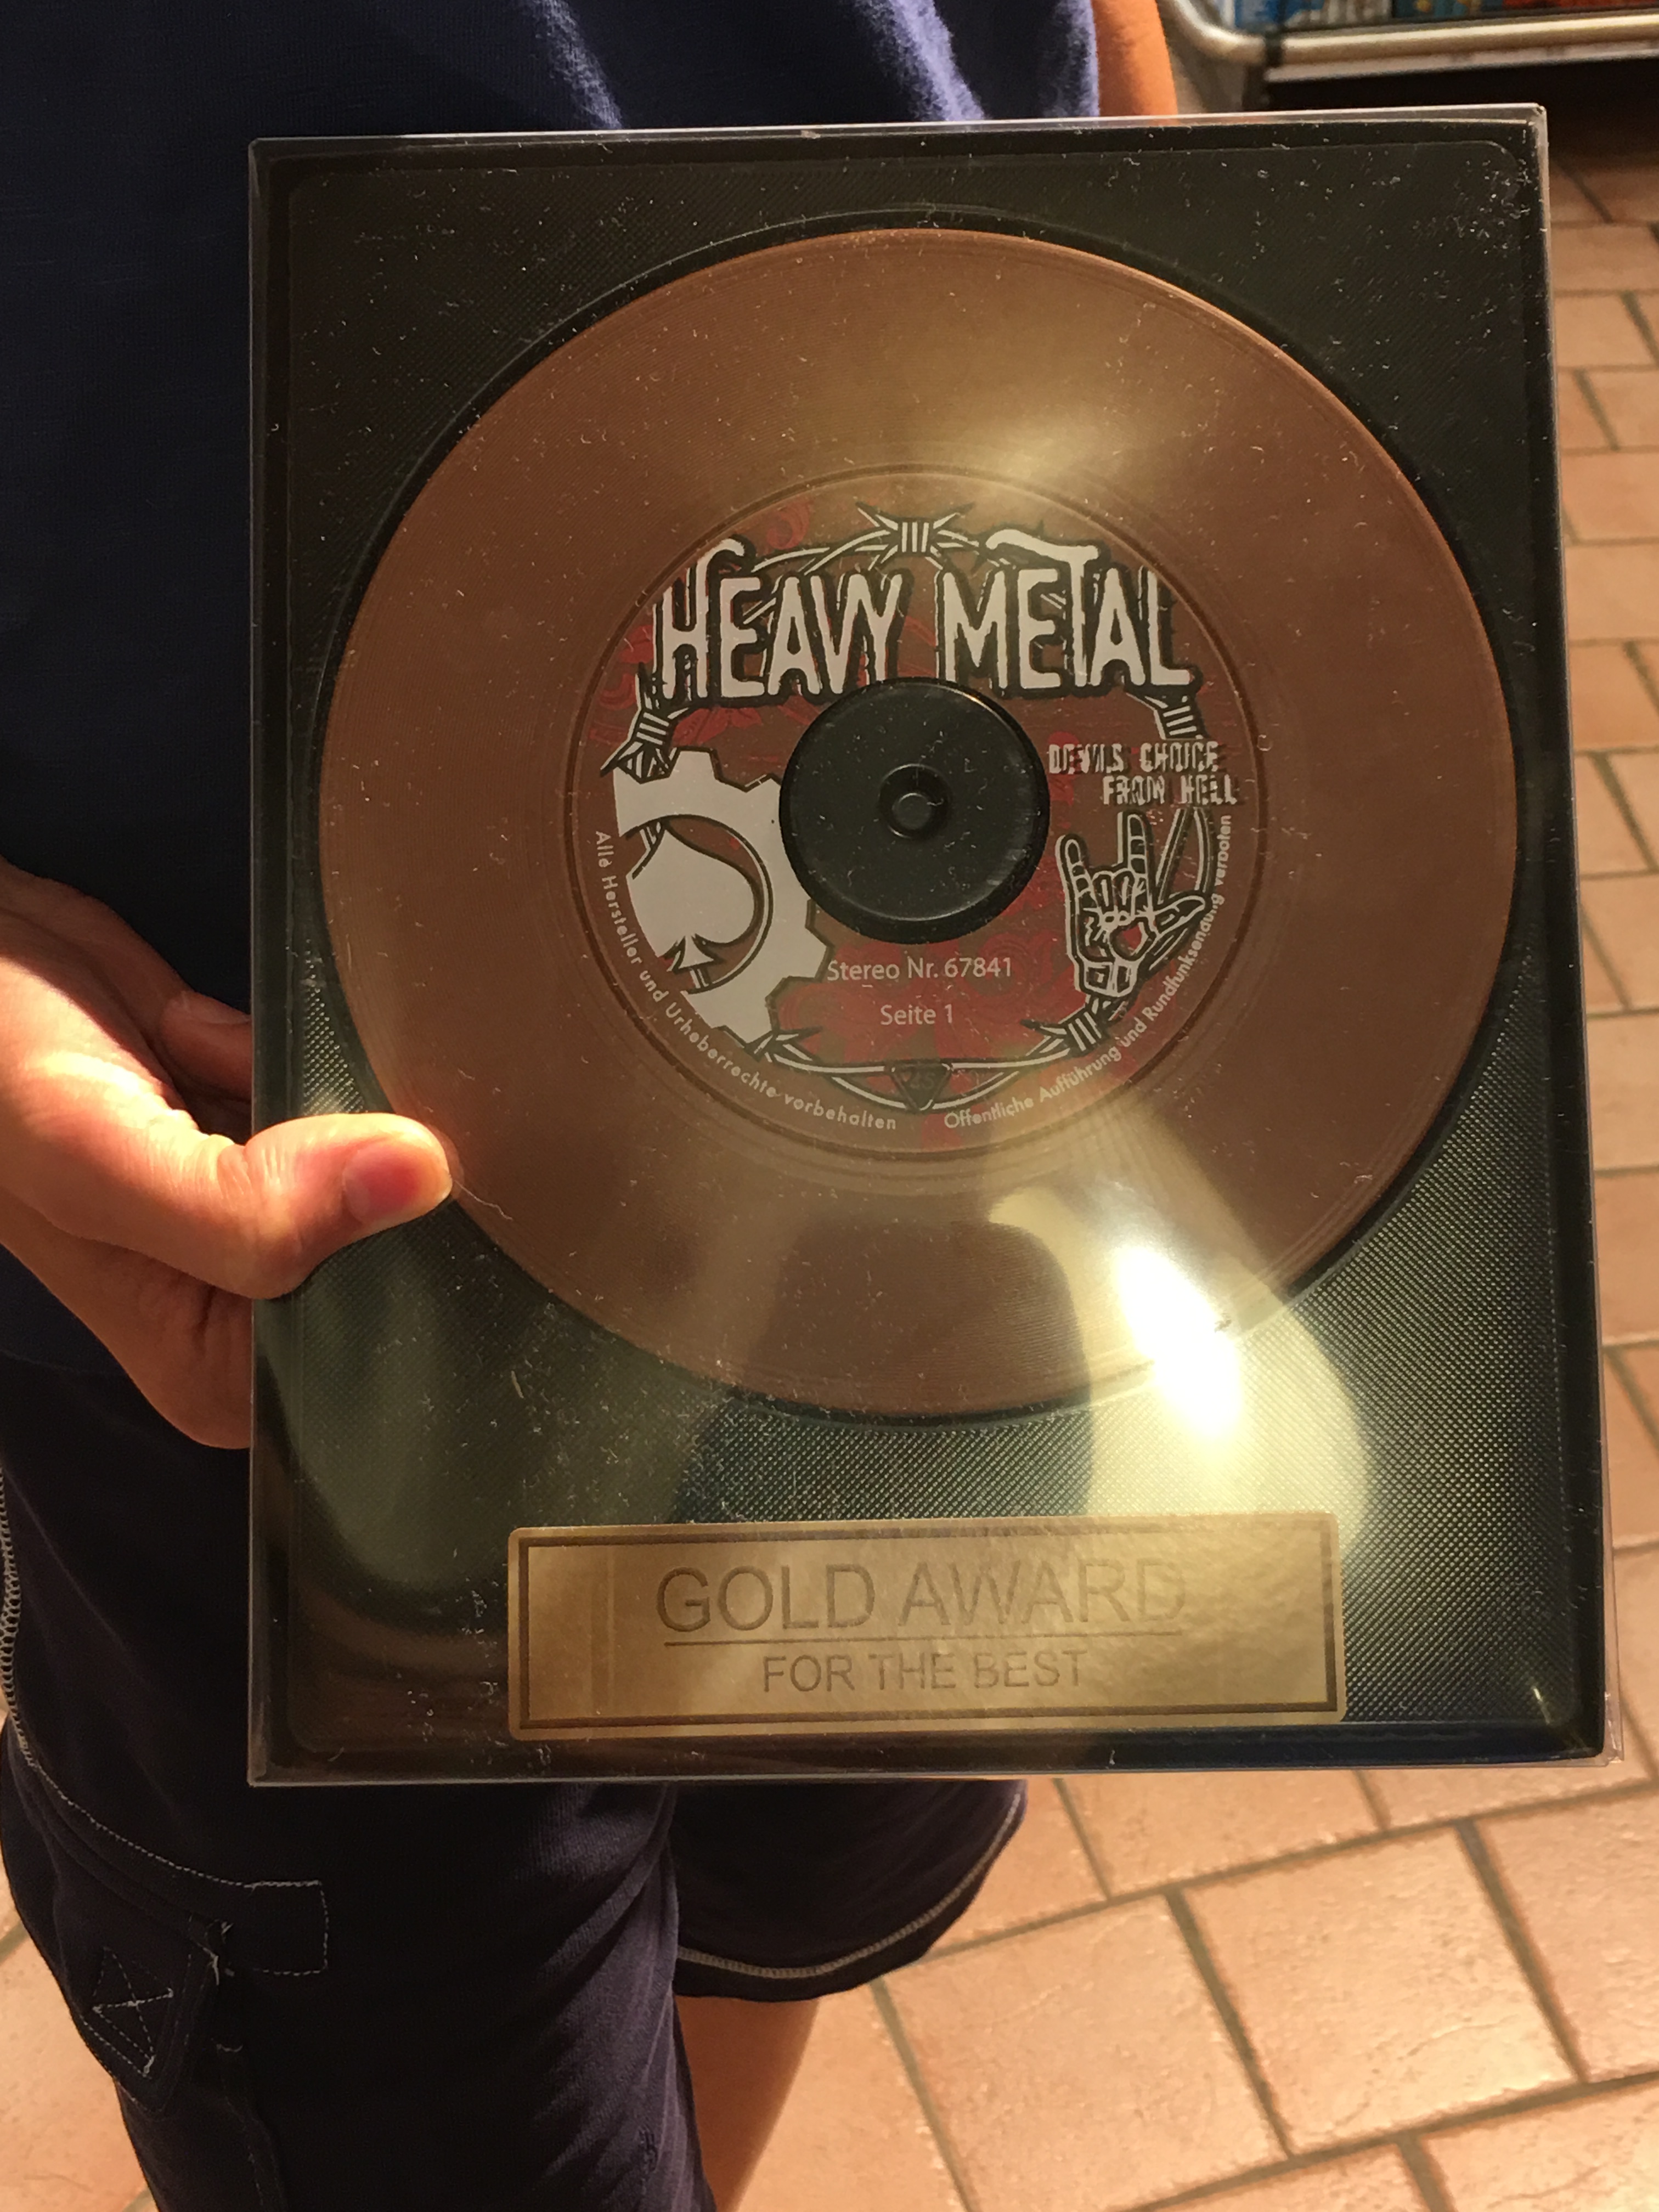 HEAVY METAL
DEVILS CHOICE
FROM HELL
Stereo Nr. 67841
Seite 1
Alle Hersteller und Urheberrechte vorbehalten
Öffentliche Aufführung und Rundfunksendung verboten
GOLD AWARD
FOR THE BEST